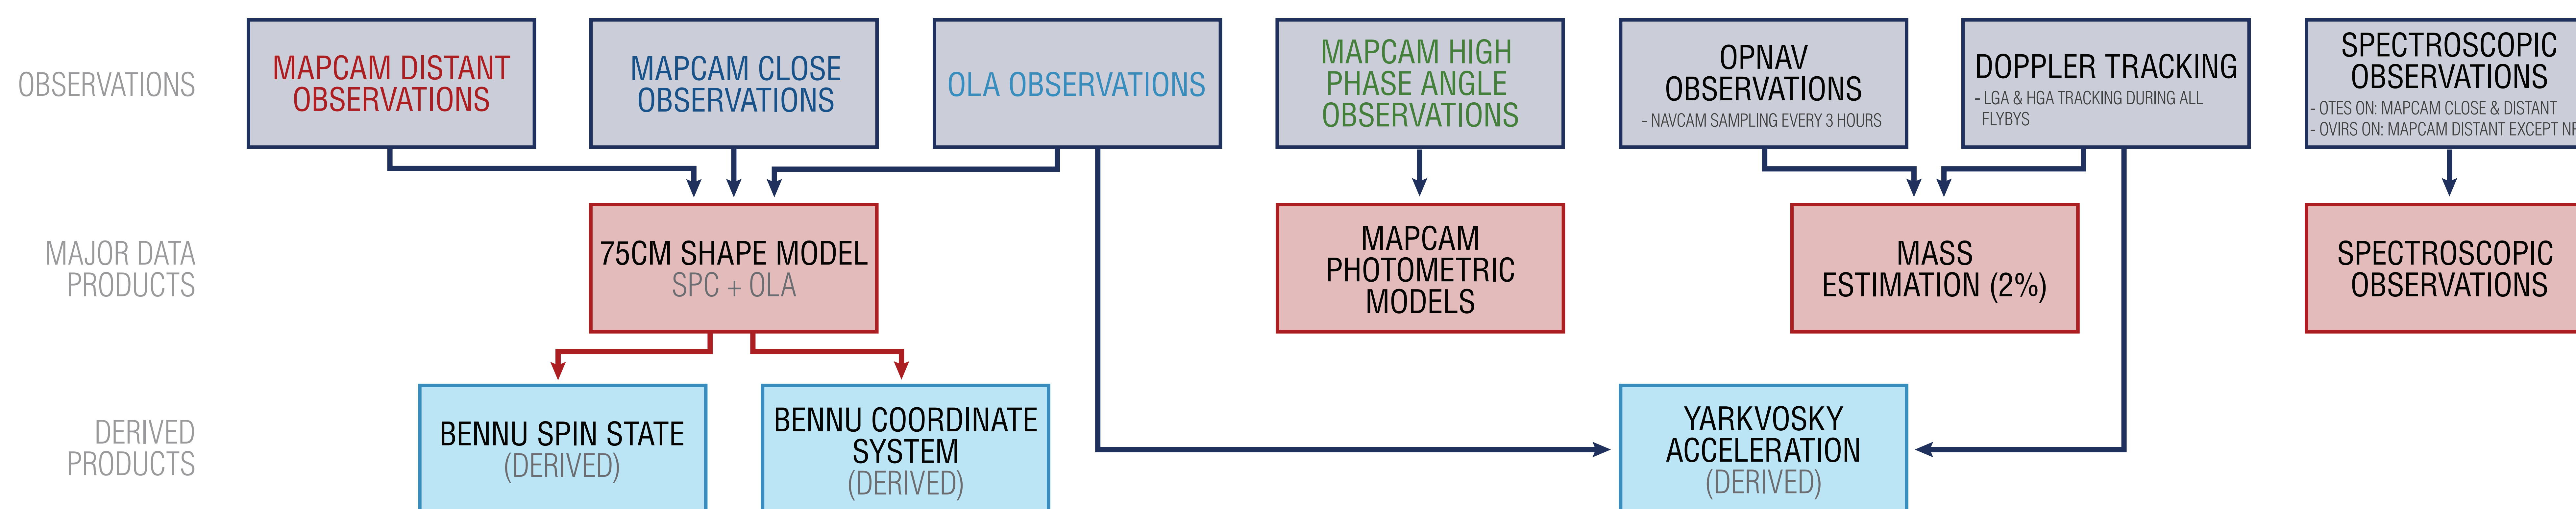 OBSERVATIONS
MAPCAM DISTANT
OBSERVATIONS
MAPCAM CLOSE
OBSERVATIONS
OLA OBSERVATIONS
MAPCAM HIGH
PHASE ANGLE
OBSERVATIONS
OPNAV
OBSERVATIONS
- NAVCAM SAMPLING EVERY 3 HOURS
DOPPLER TRACKING
- LGA & HGA TRACKING DURING ALL
FLYBYS
SPECTROSCOPIC
OBSERVATIONS
- OTES ON: MAPCAM CLOSE & DISTANT
- OVIRS ON: MAPCAM DISTANT EXCEPT
MAJOR DATA
PRODUCTS
75CM SHAPE MODEL
SPC + OLA
MAPCAM
PHOTOMETRIC
MODELS
MASS
ESTIMATION (2%)
SPECTROSCOPIC
OBSERVATIONS
DERIVED
PRODUCTS
BENNU SPIN STATE
(DERIVED)
BENNU COORDINATE
SYSTEM
(DERIVED)
YARKVOSKY
ACCELERATION
(DERIVED)